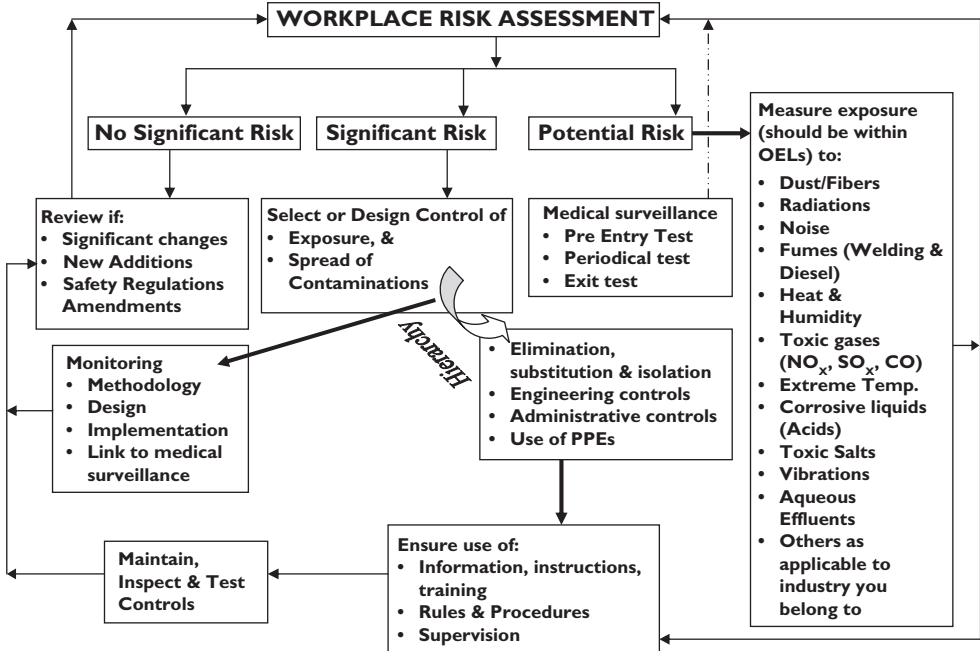 WORKPLACE RISK ASSESSMENT
No Significant Risk
Significant Risk
Potential Risk
Measure exposure
(should be within
OELs) to:
• Dust/Fibers
• Radiations
• Noise
• Fumes (Welding &
Diesel)
• Heat &
Humidity
• Toxic gases
(NOx, SOx, CO)
• Extreme Temp.
• Corrosive liquids
(Acids)
• Toxic Salts
• Vibrations
• Aqueous
Effluents
• Others as
applicable to
industry you
belong to
Review if:
• Significant changes
• New Additions
• Safety Regulations
Amendments
Select or Design Control of
• Exposure, &
• Spread of
Contaminations
Medical surveillance
• Pre Entry Test
• Periodical test
• Exit test
Hierarchy
Monitoring
• Methodology
• Design
• Implementation
• Link to medical
surveillance
• Elimination,
substitution & isolation
• Engineering controls
• Administrative controls
• Use of PPEs
Maintain,
Inspect & Test
Controls
Ensure use of:
• Information, instructions,
training
• Rules & Procedures
• Supervision